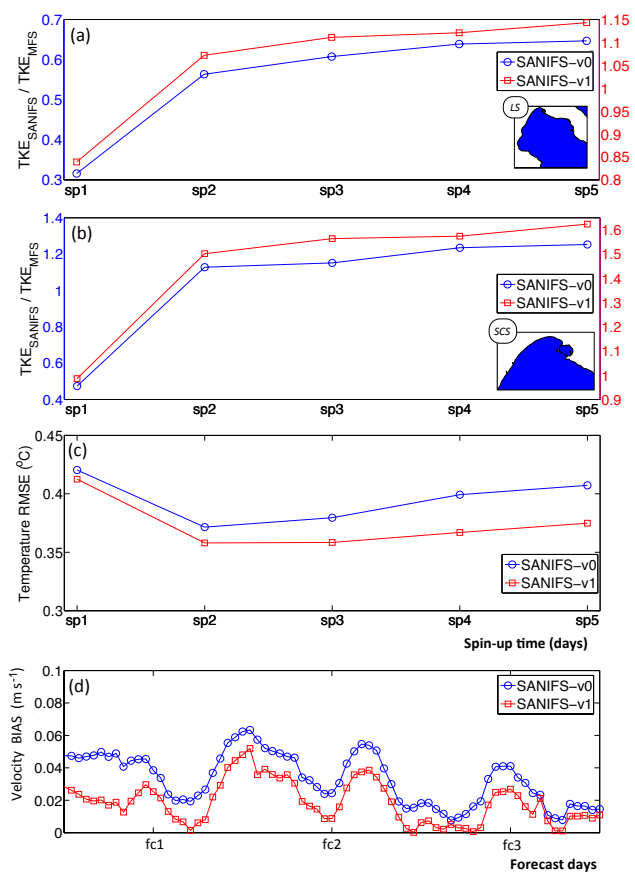 (a)
TKE_SANIFS / TKE_MFS
0.7
0.6
0.5
0.4
0.3
1.15
1.1
1.05
1
0.95
0.9
0.85
0.8
SANIFS−v0
SANIFS−v1
LS
sp1 sp2 sp3 sp4 sp5
(b)
TKE_SANIFS / TKE_MFS
1.4
1.2
1
0.8
0.6
0.4
1.6
1.5
1.4
1.3
1.2
1.1
1
0.9
SANIFS−v0
SANIFS−v1
SCS
sp1 sp2 sp3 sp4 sp5
(c)
Temperature RMSE (⁰C)
0.45
0.4
0.35
0.3
SANIFS−v0
SANIFS−v1
sp1 sp2 sp3 sp4 sp5
Spin-up time (days)
(d)
Velocity BIAS (m s⁻¹)
0.1
0.08
0.06
0.04
0.02
0
SANIFS−v0
SANIFS−v1
fc1 fc2 fc3
Forecast days